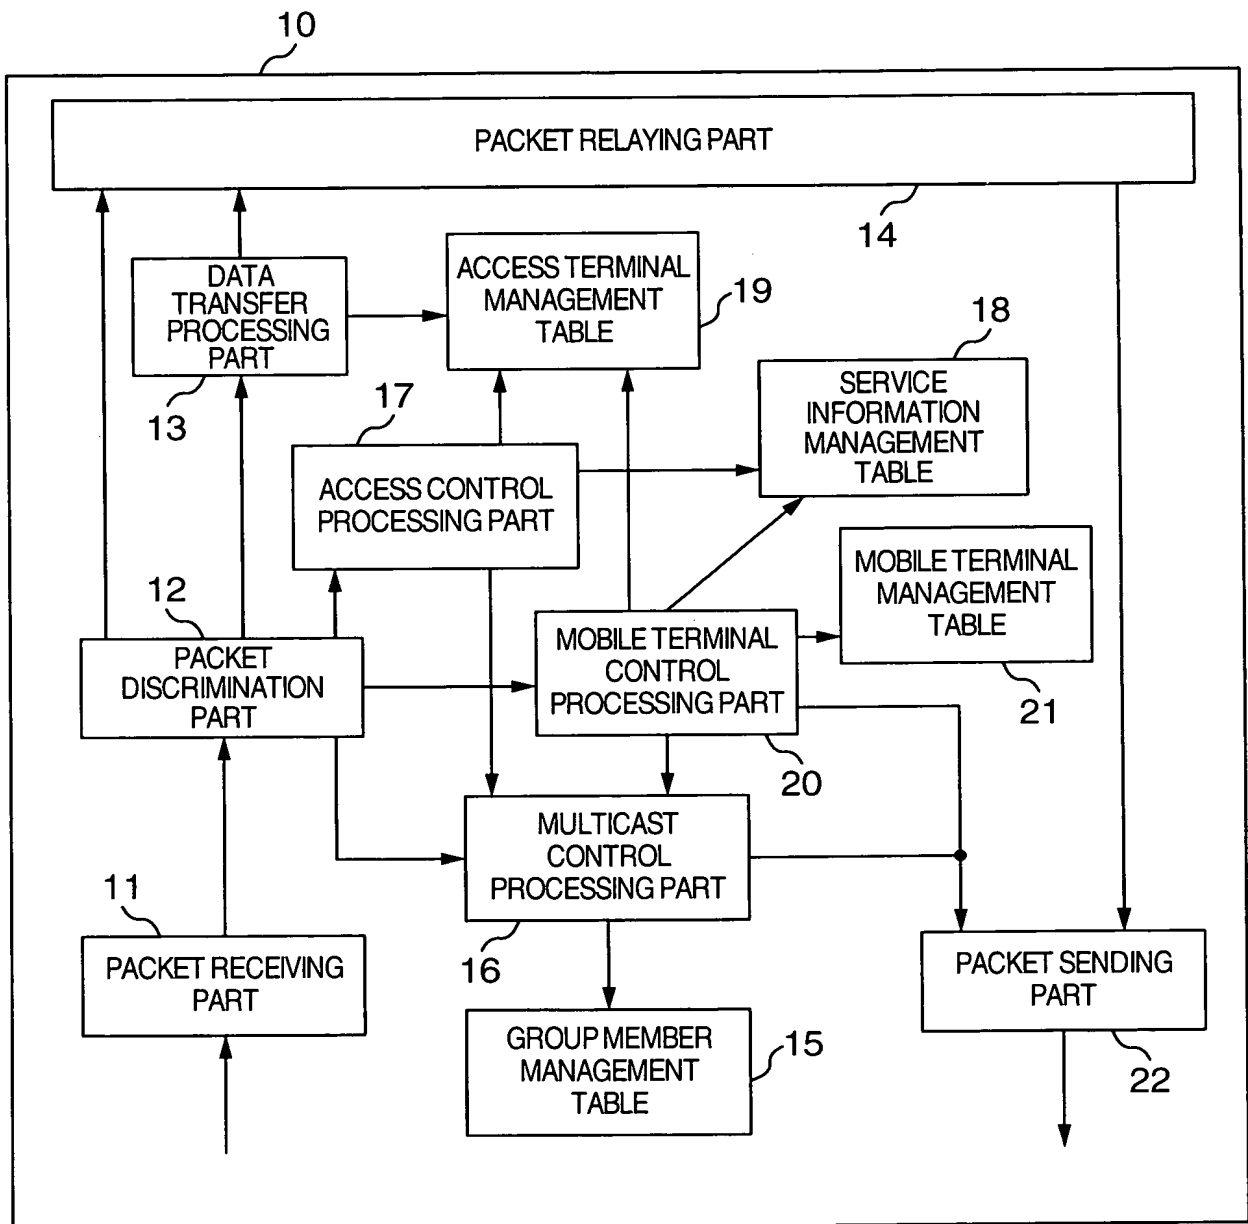 10
PACKET RELAYING PART
14
DATA
TRANSFER
PROCESSING
PART
13
ACCESS TERMINAL
MANAGEMENT
TABLE
19
18
SERVICE
INFORMATION
MANAGEMENT
TABLE
17
ACCESS CONTROL
PROCESSING PART
MOBILE TERMINAL
MANAGEMENT
TABLE
21
12
PACKET
DISCRIMINATION
PART
MOBILE TERMINAL
CONTROL
PROCESSING PART
20
MULTICAST
CONTROL
PROCESSING PART
16
11
PACKET RECEIVING
PART
PACKET SENDING
PART
22
GROUP MEMBER
MANAGEMENT
TABLE
15